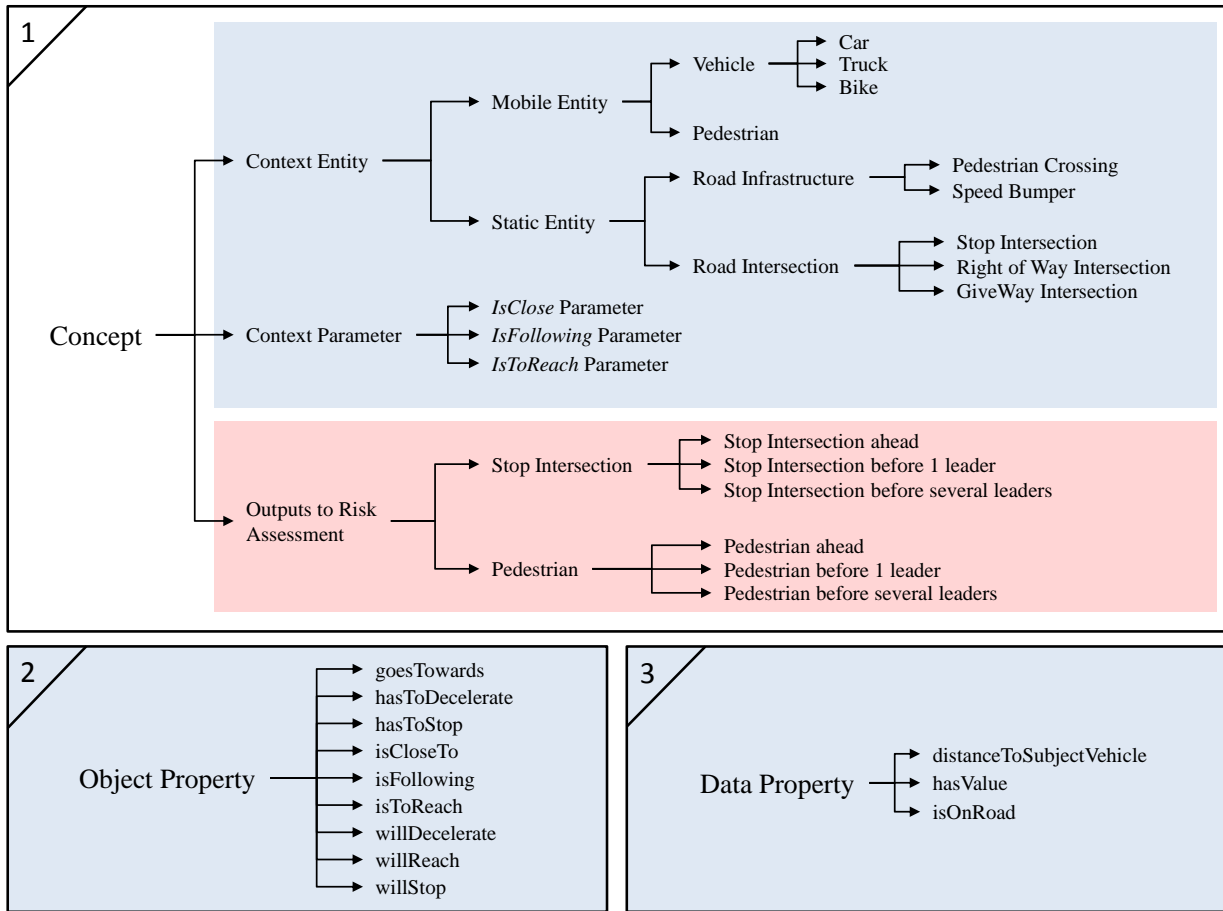 1
Car
Vehicle
Truck
Bike
Mobile Entity
Pedestrian
Context Entity
Road Infrastructure
Pedestrian Crossing
Speed Bumper
Static Entity
Stop Intersection
Road Intersection
Right of Way Intersection
GiveWay Intersection
Concept
Context Parameter
IsClose Parameter
IsFollowing Parameter
IsToReach Parameter
Outputs to Risk
Assessment
Stop Intersection
Stop Intersection ahead
Stop Intersection before 1 leader
Stop Intersection before several leaders
Pedestrian
Pedestrian ahead
Pedestrian before 1 leader
Pedestrian before several leaders
2
Object Property
goesTowards
hasToDecelerate
hasToStop
isCloseTo
isFollowing
isToReach
willDecelerate
willReach
willStop
3
Data Property
distanceToSubjectVehicle
hasValue
isOnRoad